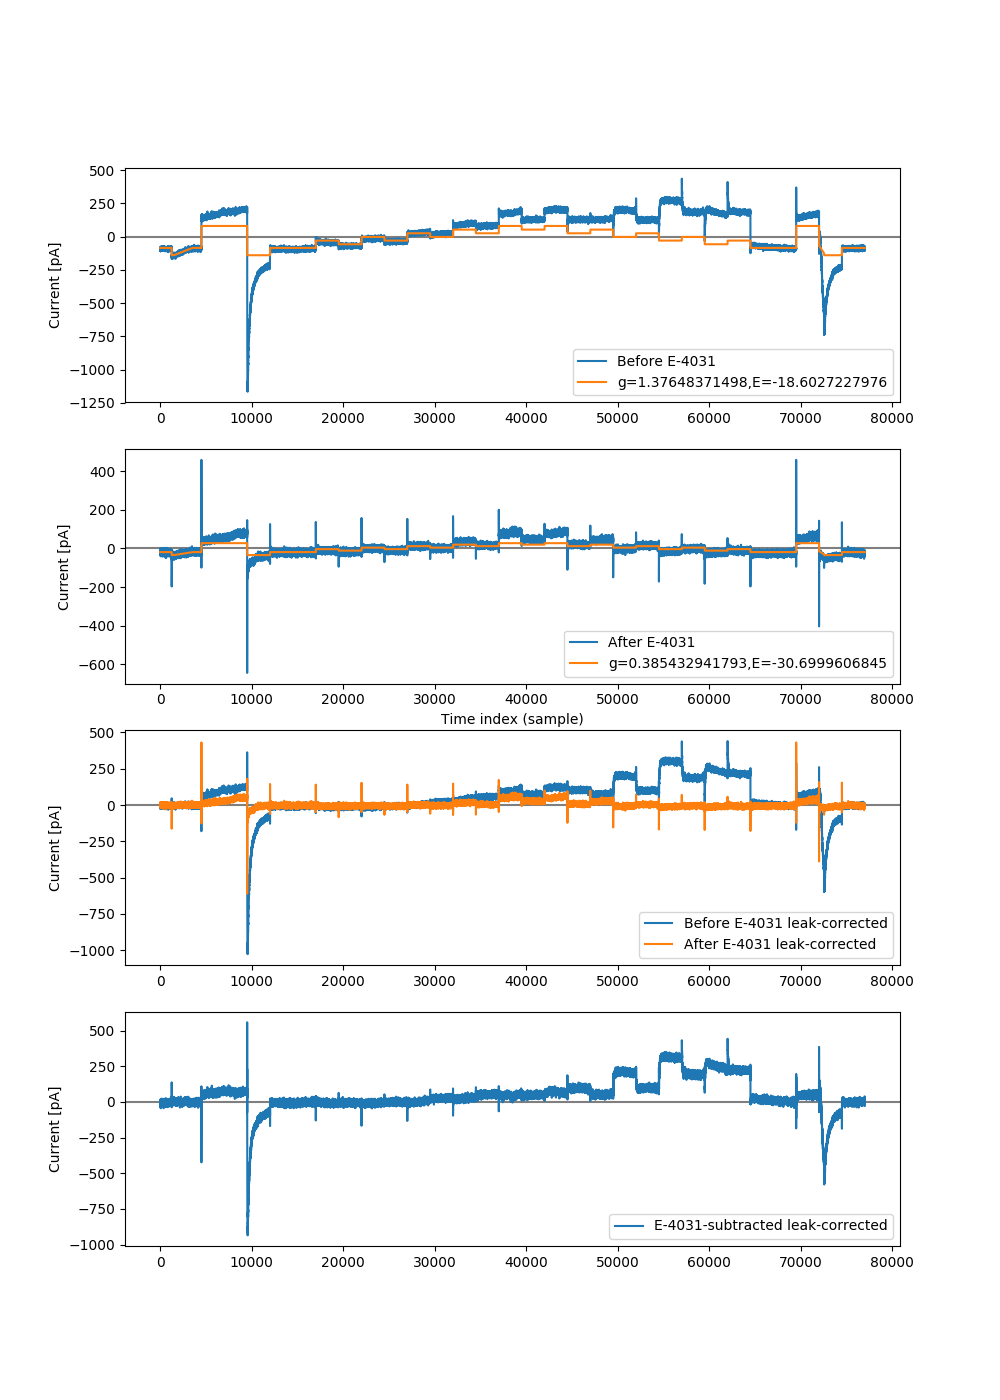 500
250
0
−250
−500
−750
−1000
−1250
Current [pA]
Before E-4031
g=1.37648371498,E=-18.6027227976
0 10000 20000 30000 40000 50000 60000 70000 80000
400
200
0
−200
−400
−600
Current [pA]
After E-4031
g=0.385432941793,E=-30.6999606845
0 10000 20000 30000 40000 50000 60000 70000 80000
Time index (sample)
500
250
0
−250
−500
−750
−1000
Current [pA]
Before E-4031 leak-corrected
After E-4031 leak-corrected
0 10000 20000 30000 40000 50000 60000 70000 80000
500
250
0
−250
−500
−750
−1000
Current [pA]
E-4031-subtracted leak-corrected
0 10000 20000 30000 40000 50000 60000 70000 80000